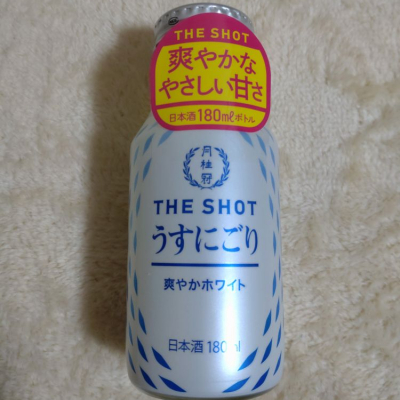 THE SHOT
爽やかな
やさしい甘さ
日本酒180mlボトル
月桂冠
THE SHOT
うすにごり
爽やかホワイト
日本酒 180ml